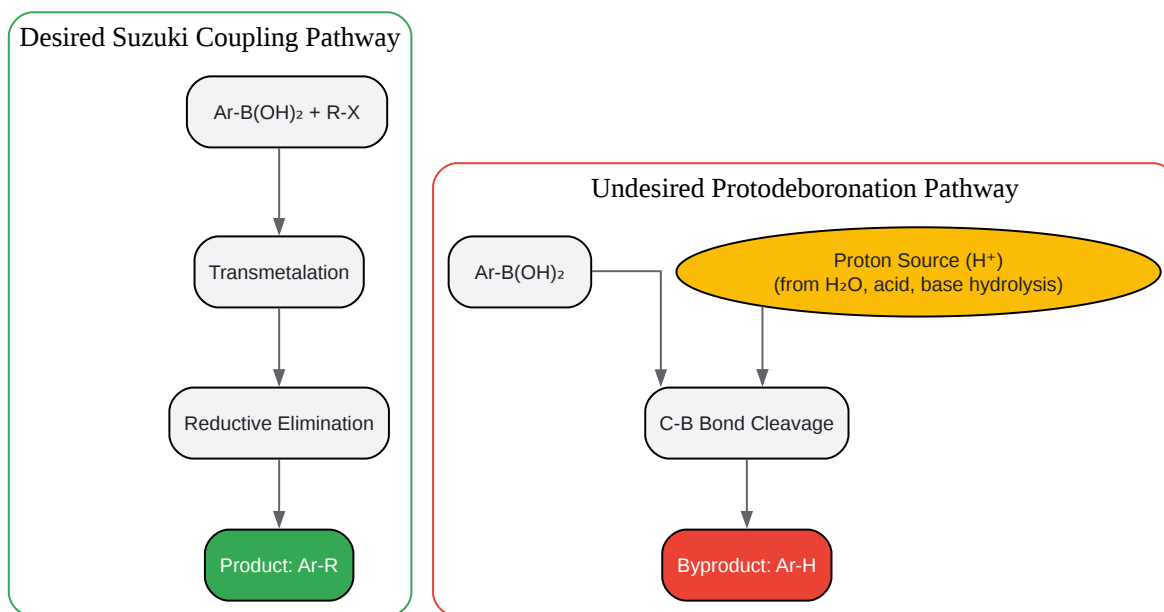 Desired Suzuki Coupling Pathway
Ar-B(OH)₂ + R-X
Transmetalation
Reductive Elimination
Product: Ar-R
Undesired Protodeboronation Pathway
Ar-B(OH)₂
Proton Source (H⁺)
(from H₂O, acid, base hydrolysis)
C-B Bond Cleavage
Byproduct: Ar-H